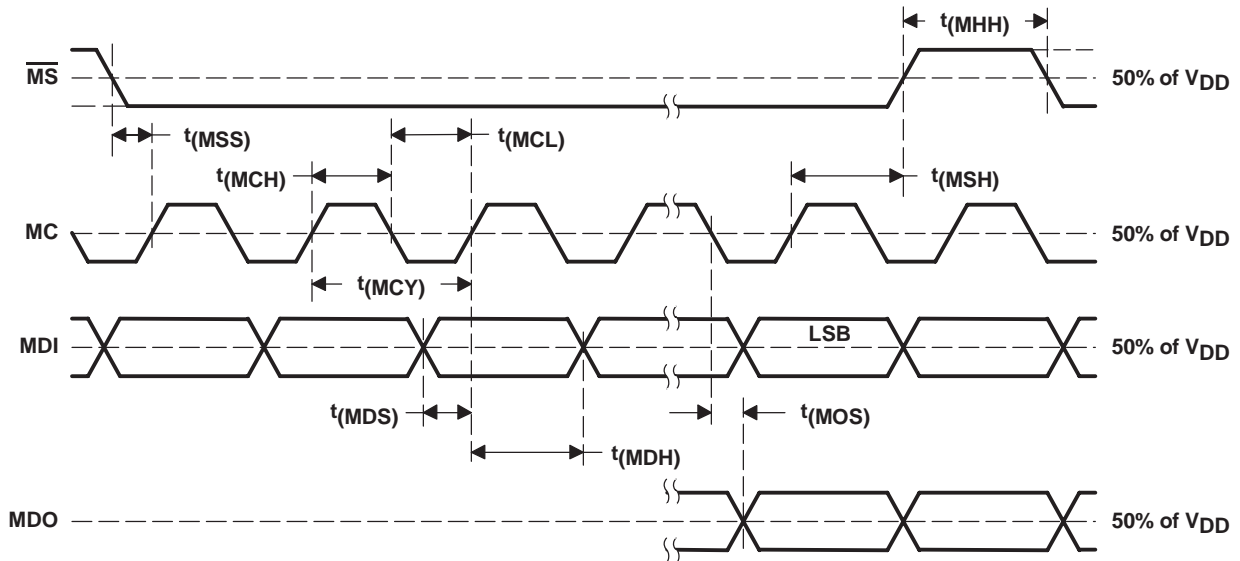 t(MHH)
MS
50% of VDD
t(MSS)
t(MCL)
t(MCH)
t(MSH)
MC
50% of VDD
t(MCY)
LSB
MDI
50% of VDD
t(MDS)
t(MOS)
t(MDH)
MDO
50% of VDD